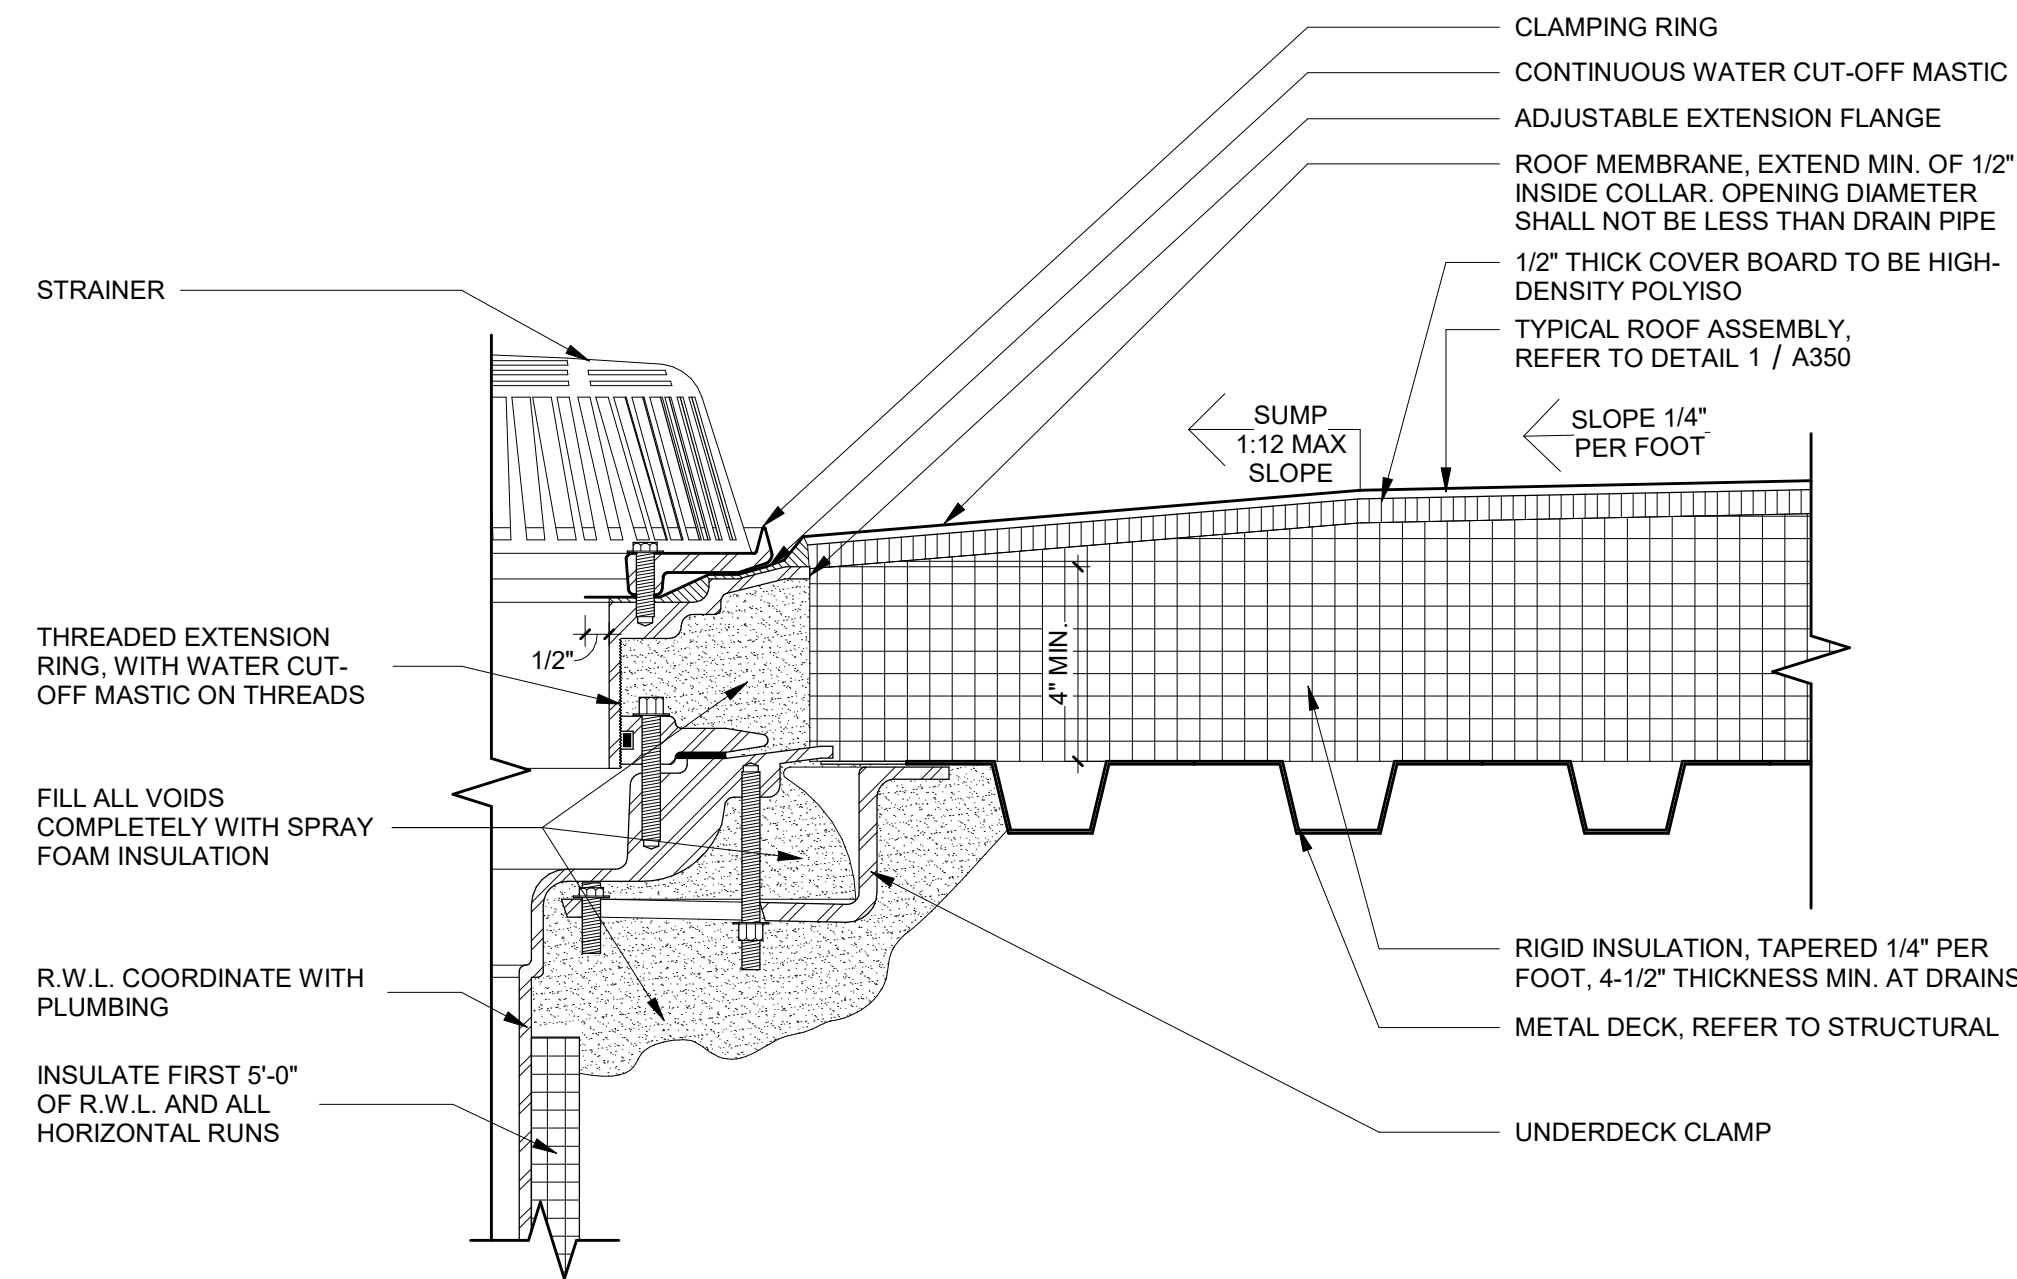 CLAMPING RING
CONTINUOUS WATER CUT-OFF MASTIC
ADJUSTABLE EXTENSION FLANGE
ROOF MEMBRANE, EXTEND MIN. OF 1/2"
INSIDE COLLAR. OPENING DIAMETER
SHALL NOT BE LESS THAN DRAIN PIPE
1/2" THICK COVER BOARD TO BE HIGH-
DENSITY POLYISO
TYPICAL ROOF ASSEMBLY,
REFER TO DETAIL 1 / A350
STRAINER
SUMP
1:12 MAX
SLOPE
SLOPE 1/4"
PER FOOT
THREADED EXTENSION
RING, WITH WATER CUT-
OFF MASTIC ON THREADS
1/2"
4" MIN.
FILL ALL VOIDS
COMPLETELY WITH SPRAY
FOAM INSULATION
R.W.L. COORDINATE WITH
PLUMBING
INSULATE FIRST 5'-0"
OF R.W.L. AND ALL
HORIZONTAL RUNS
RIGID INSULATION, TAPERED 1/4" PER
FOOT, 4-1/2" THICKNESS MIN. AT DRAINS
METAL DECK, REFER TO STRUCTURAL
UNDERDECK CLAMP